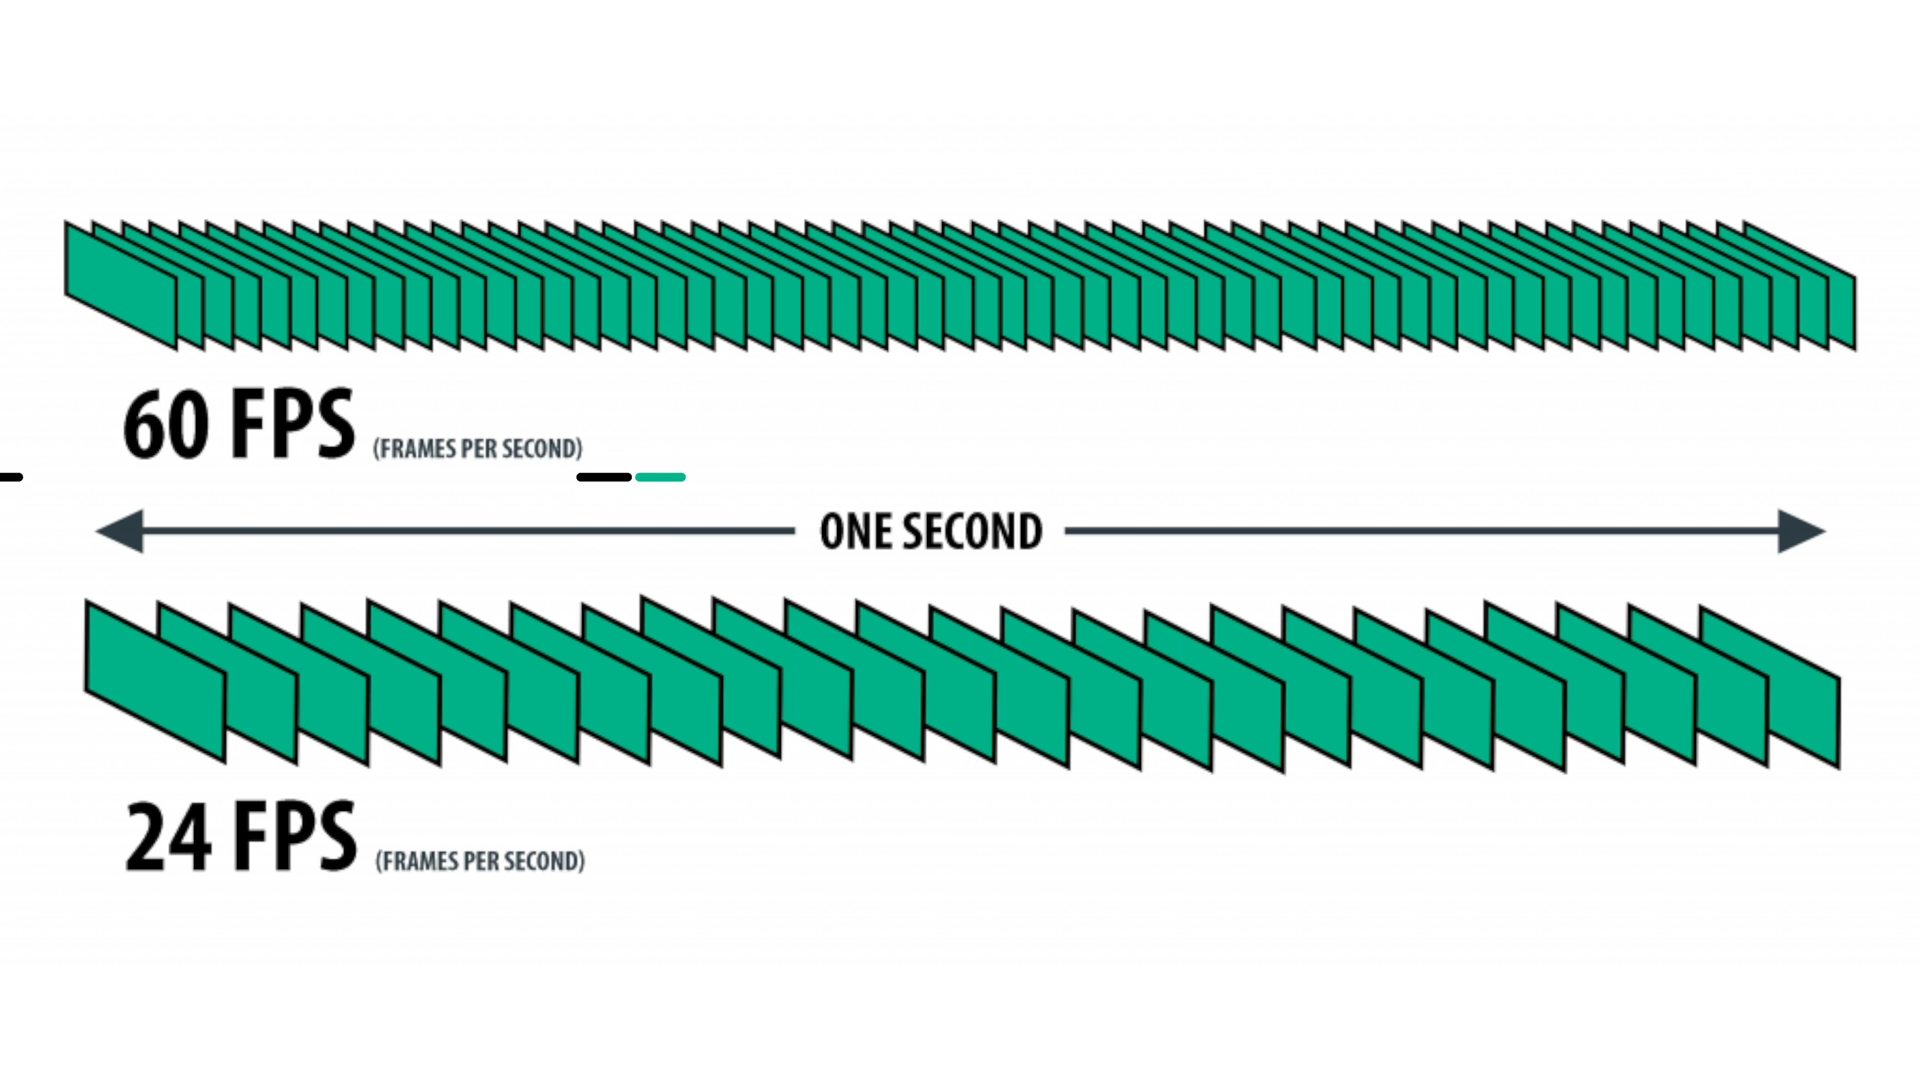 60 FPS (FRAMES PER SECOND)
ONE SECOND
24 FPS (FRAMES PER SECOND)